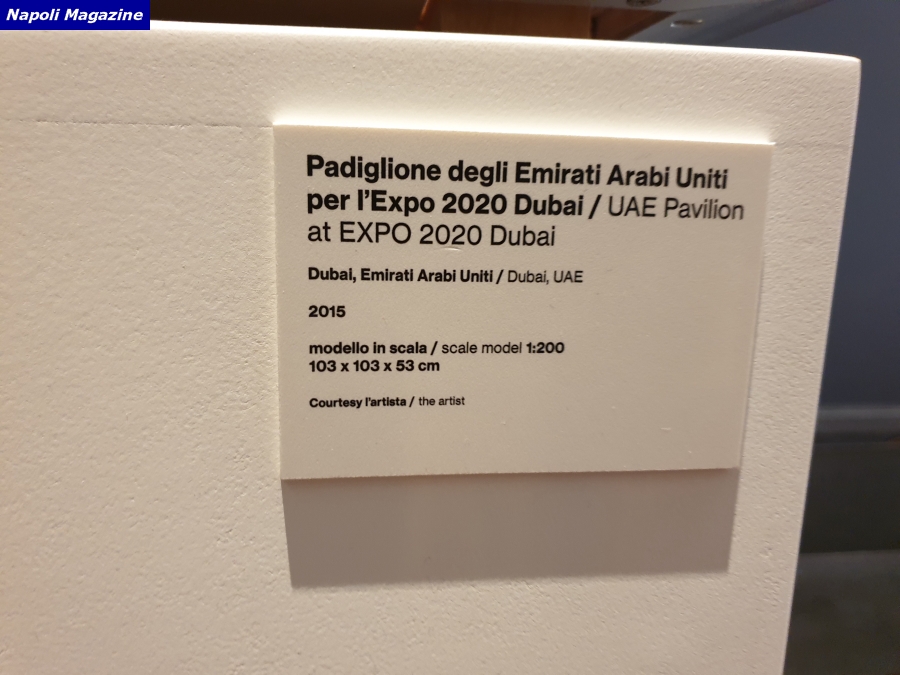 Napoli Magazine
Padiglione degli Emirati Arabi Uniti
per l'Expo 2020 Dubai / UAE Pavilion
at EXPO 2020 Dubai
Dubai, Emirati Arabi Uniti / Dubai, UAE
2015
modello in scala / scale model 1:200
103 x 103 x 53 cm
Courtesy l'artista / the artist